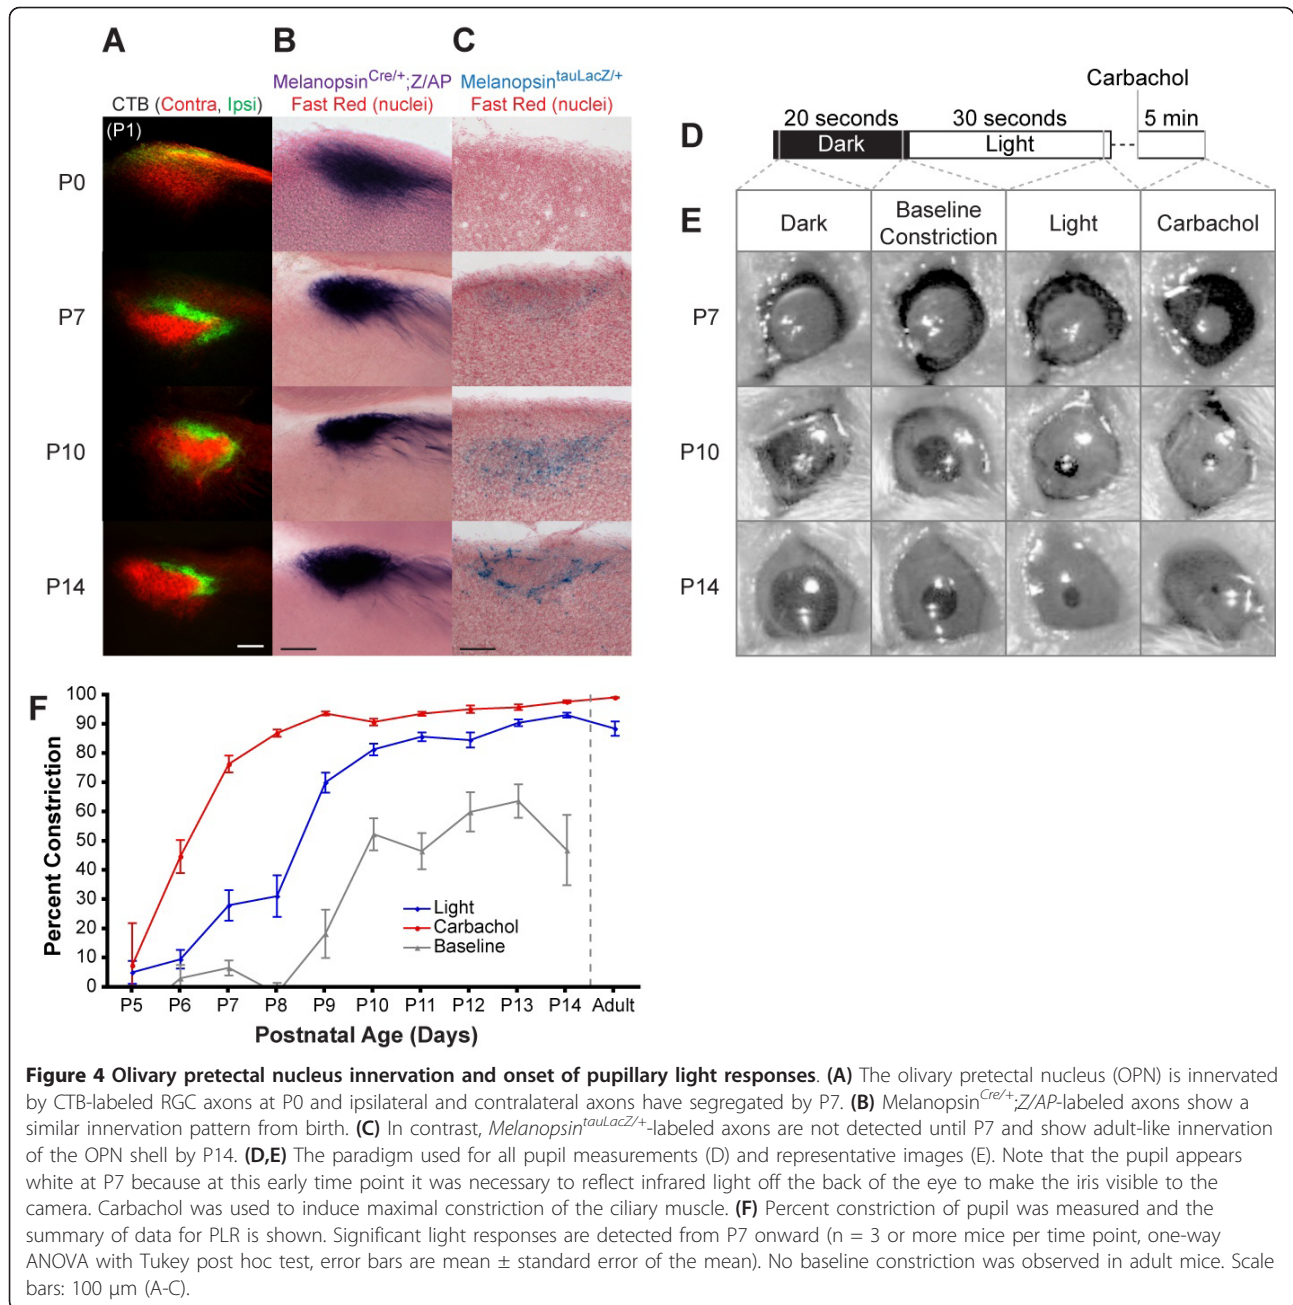 A
B
C
CTB (Contra, Ipsi)
Melanopsin^Cre/+;Z/AP
Fast Red (nuclei)
Melanopsin^tauLacZ/+
Fast Red (nuclei)
(P1)
P0
P7
P10
P14
D
Carbachol
20 seconds
30 seconds
5 min
Dark
Light
E
Dark
Baseline
Constriction
Light
Carbachol
P7
P10
P14
F
Percent Constriction
100
90
80
70
60
50
40
30
20
10
0
Light
Carbachol
Baseline
P5 P6 P7 P8 P9 P10 P11 P12 P13 P14 Adult
Postnatal Age (Days)
Figure 4 Olivary pretectal nucleus innervation and onset of pupillary light responses. (A) The olivary pretectal nucleus (OPN) is innervated
by CTB-labeled RGC axons at P0 and ipsilateral and contralateral axons have segregated by P7. (B) Melanopsin^Cre/+;Z/AP-labeled axons show a
similar innervation pattern from birth. (C) In contrast, Melanopsin^tauLacZ/+-labeled axons are not detected until P7 and show adult-like innervation
of the OPN shell by P14. (D,E) The paradigm used for all pupil measurements (D) and representative images (E). Note that the pupil appears
white at P7 because at this early time point it was necessary to reflect infrared light off the back of the eye to make the iris visible to the
camera. Carbachol was used to induce maximal constriction of the ciliary muscle. (F) Percent constriction of pupil was measured and the
summary of data for PLR is shown. Significant light responses are detected from P7 onward (n = 3 or more mice per time point, one-way
ANOVA with Tukey post hoc test, error bars are mean ± standard error of the mean). No baseline constriction was observed in adult mice. Scale
bars: 100 μm (A-C).